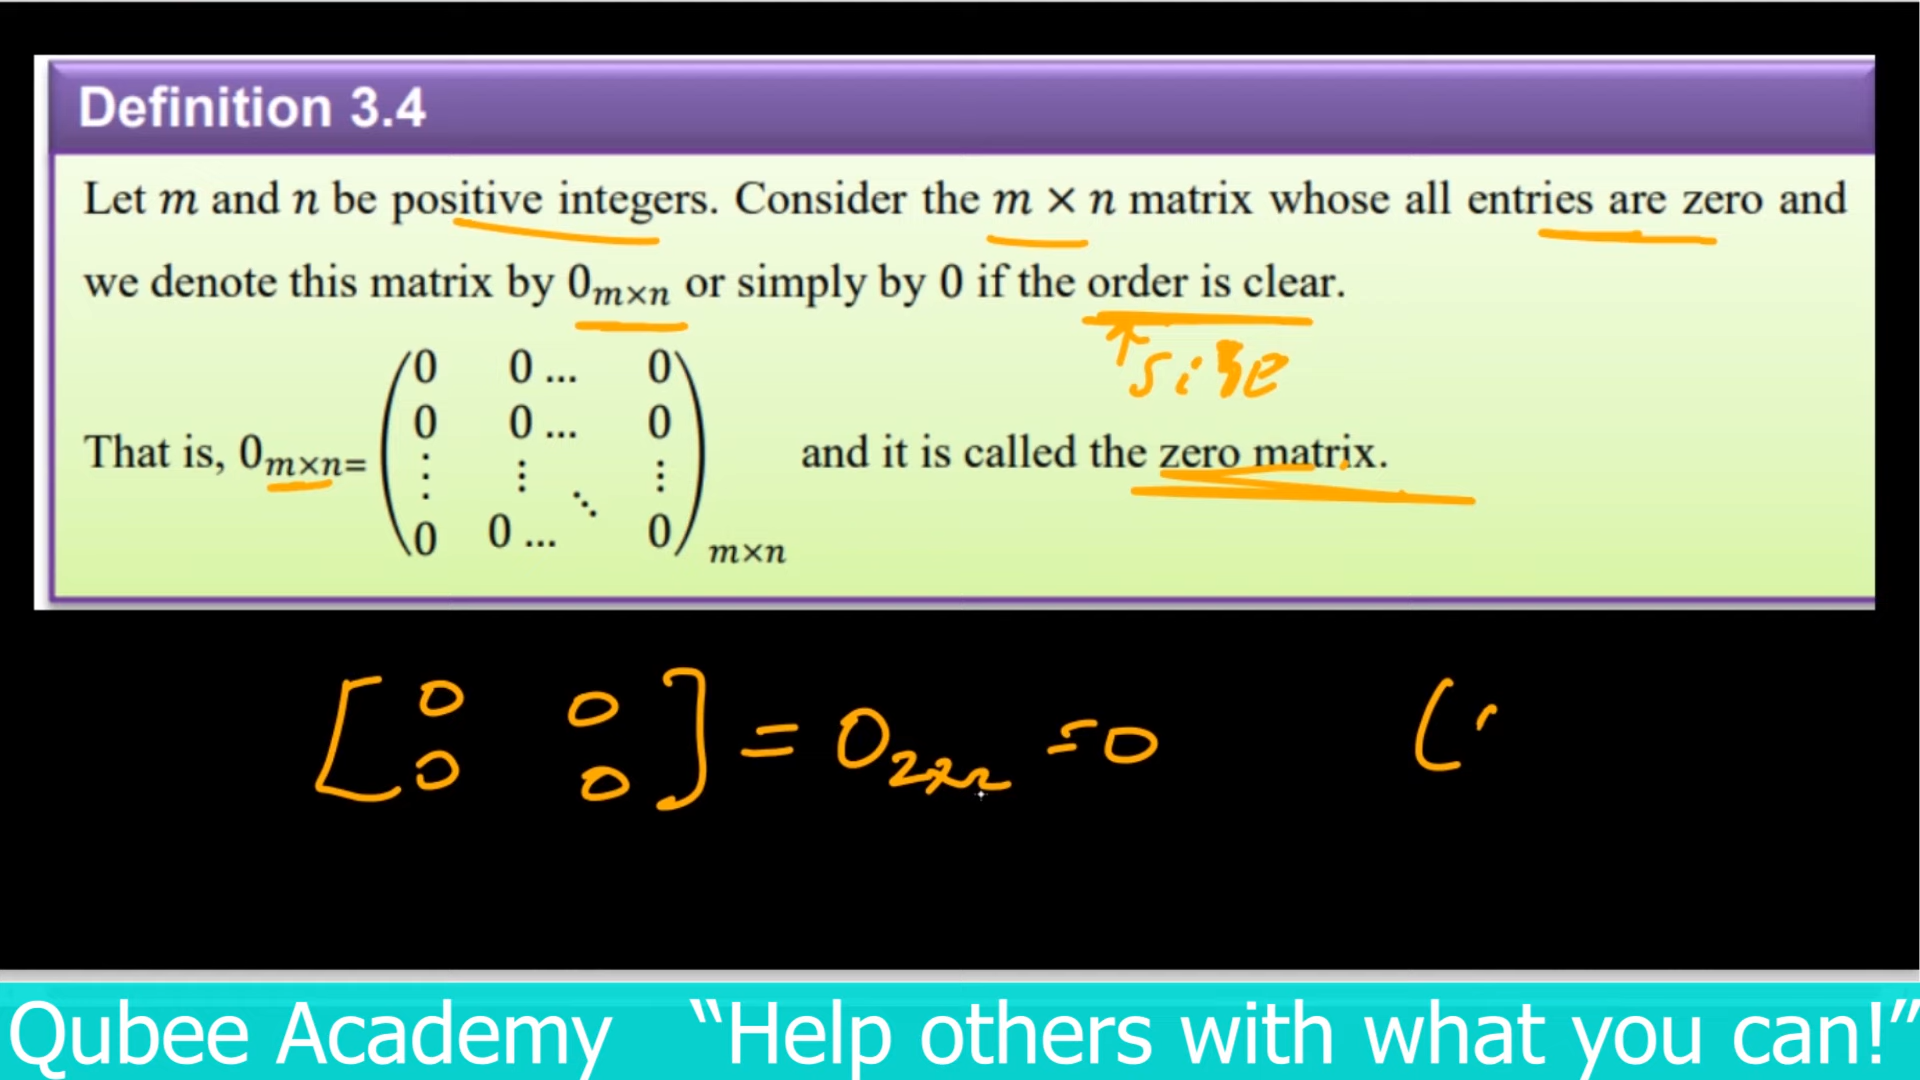 Definition 3.4
Let m and n be positive integers. Consider the m × n matrix whose all entries are zero and
we denote this matrix by 0m×n or simply by 0 if the order is clear.
size
0 0 ... 0
0 0 ... 0
That is, 0m×n= ⋮ ⋮ ⋱ ⋮ and it is called the zero matrix.
0 0 ... 0 m×n
[ 0 0
0 0 ] = 0 2×2 = 0 (
Qubee Academy “Help others with what you can!”